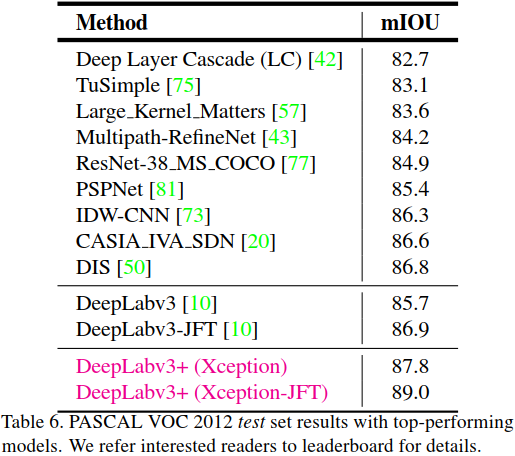 Method mIOU
Deep Layer Cascade (LC) [42] 82.7
TuSimple [75] 83.1
Large_Kernel_Matters [57] 83.6
Multipath-RefineNet [43] 84.2
ResNet-38_MS_COCO [77] 84.9
PSPNet [81] 85.4
IDW-CNN [73] 86.3
CASIA_IVA_SDN [20] 86.6
DIS [50] 86.8
DeepLabv3 [10] 85.7
DeepLabv3-JFT [10] 86.9
DeepLabv3+ (Xception) 87.8
DeepLabv3+ (Xception-JFT) 89.0
Table 6. PASCAL VOC 2012 test set results with top-performing
models. We refer interested readers to leaderboard for details.